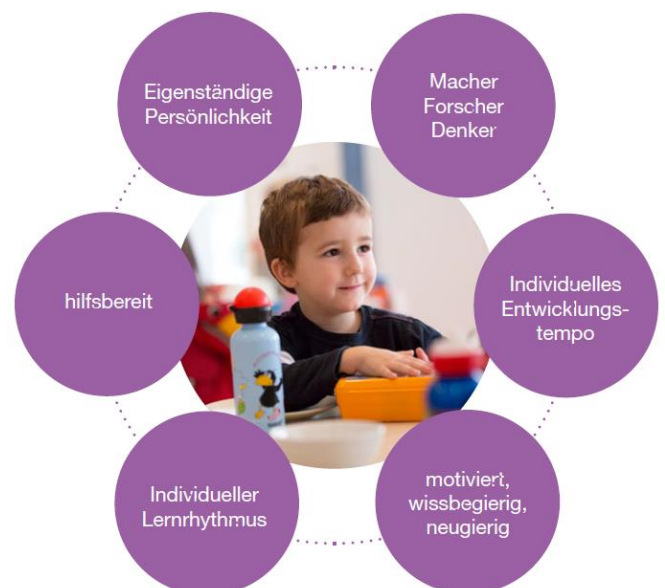 Eigenständige
Persönlichkeit
Macher
Forscher
Denker
hilfsbereit
Individuelles
Entwicklungs-
tempo
Individueller
Lernrhythmus
motiviert,
wissbegierig,
neugierig